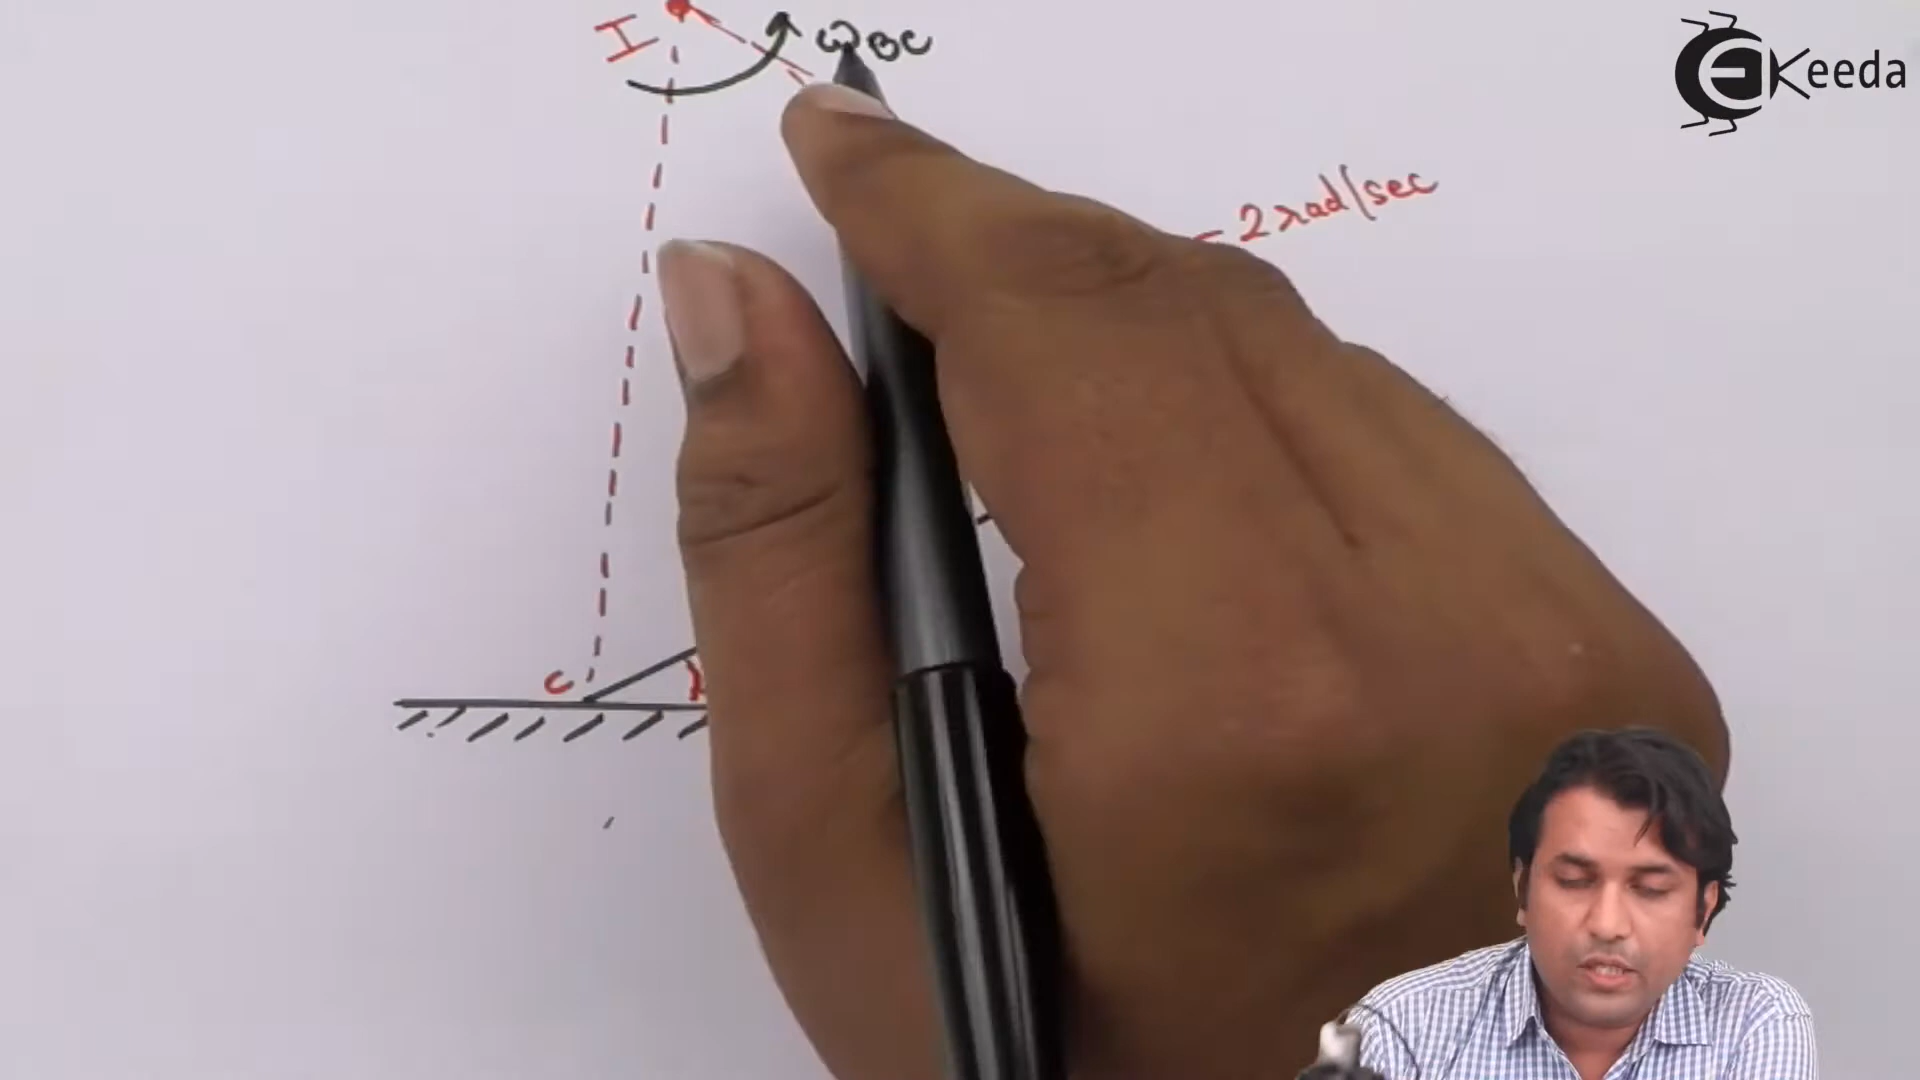 I
ωBC
EKeeda
2 rad/sec
C